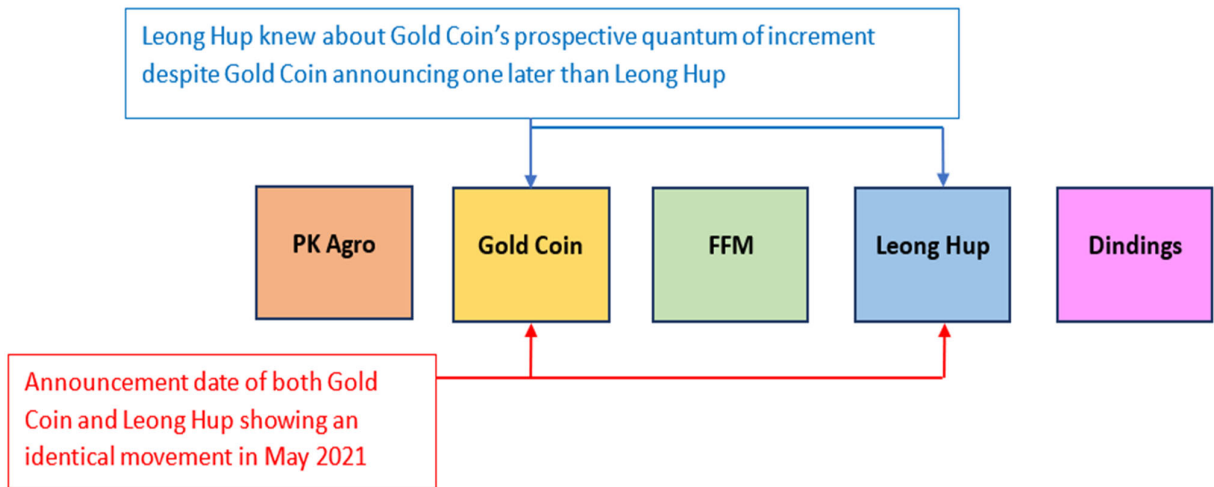 Leong Hup knew about Gold Coin’s prospective quantum of increment
despite Gold Coin announcing one later than Leong Hup
PK Agro
Gold Coin
FFM
Leong Hup
Dindings
Announcement date of both Gold
Coin and Leong Hup showing an
identical movement in May 2021